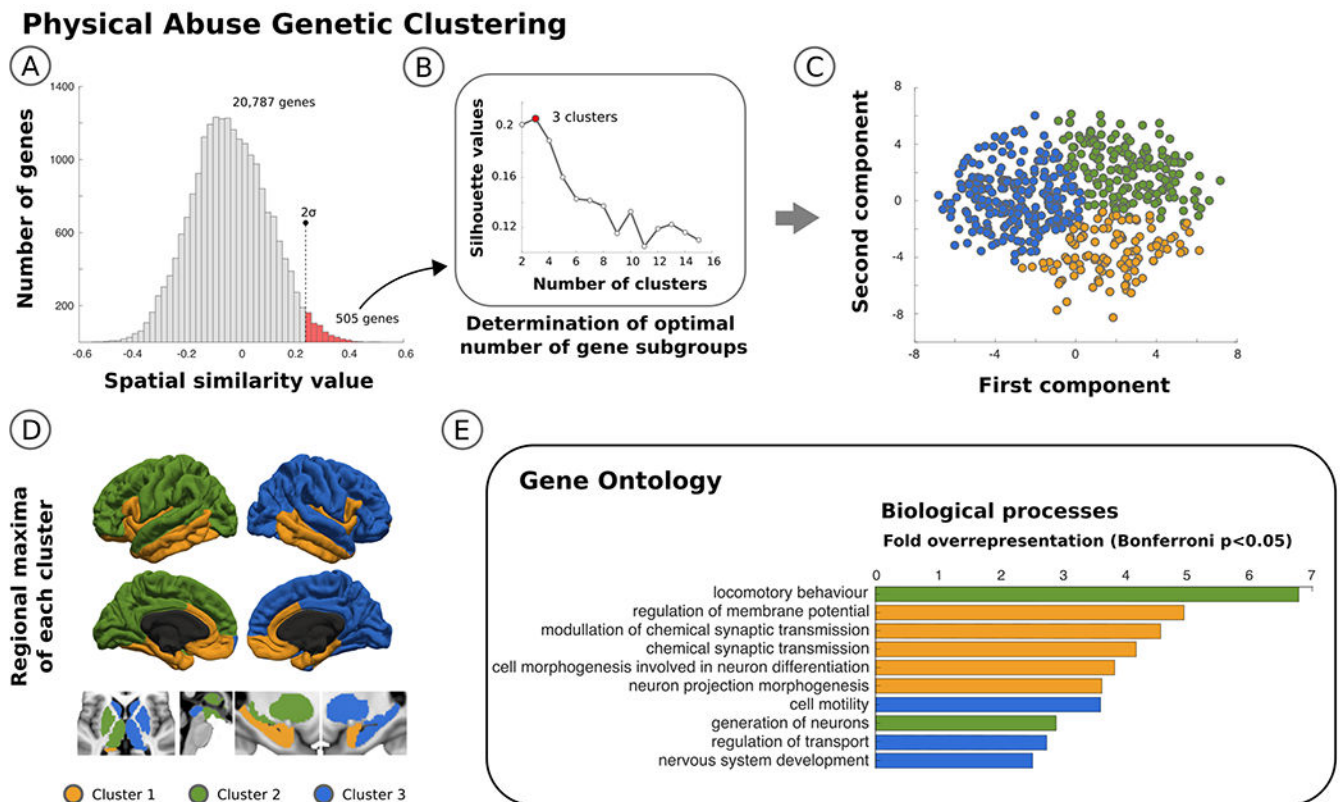 Physical Abuse Genetic Clustering
A
Number of genes
1400
1000
600
200
20,787 genes
2σ
505 genes
-0.6
-0.4
-0.2
0
0.2
0.4
0.6
Spatial similarity value
B
Silhouette values
0.2
0.16
0.12
3 clusters
2
4
6
8
10
12
14
16
Number of clusters
Determination of optimal
number of gene subgroups
C
Second component
8
4
0
-4
-8
-8
-4
0
4
8
First component
D
Regional maxima
of each cluster
Cluster 1
Cluster 2
Cluster 3
E
Gene Ontology
Biological processes
Fold overrepresentation (Bonferroni p<0.05)
0
1
2
3
4
5
6
7
locomotory behaviour
regulation of membrane potential
modullation of chemical synaptic transmission
chemical synaptic transmission
cell morphogenesis involved in neuron differentiation
neuron projection morphogenesis
cell motility
generation of neurons
regulation of transport
nervous system development